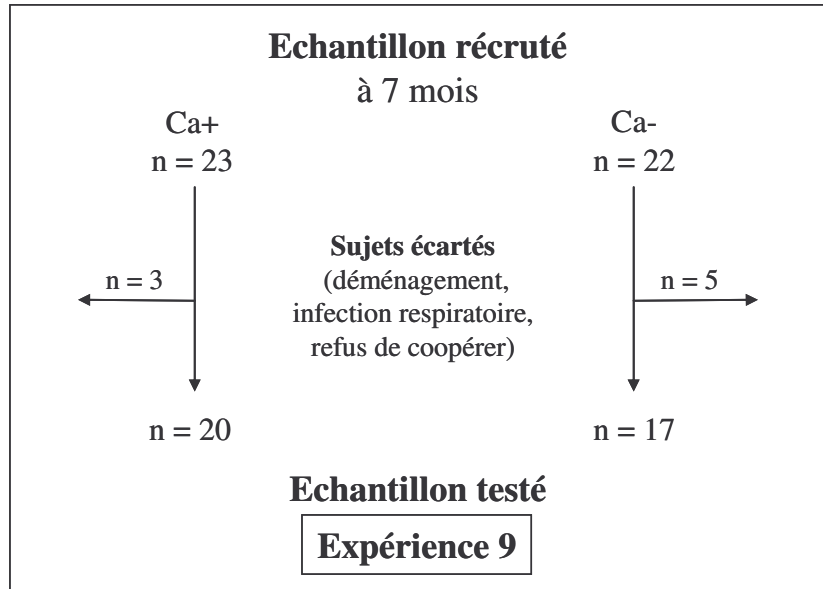 Echantillon récruté
à 7 mois
Ca+
n = 23
Ca-
n = 22
Sujets écartés
(déménagement,
infection respiratoire,
refus de coopérer)
n = 3
n = 5
n = 20
n = 17
Echantillon testé
Expérience 9